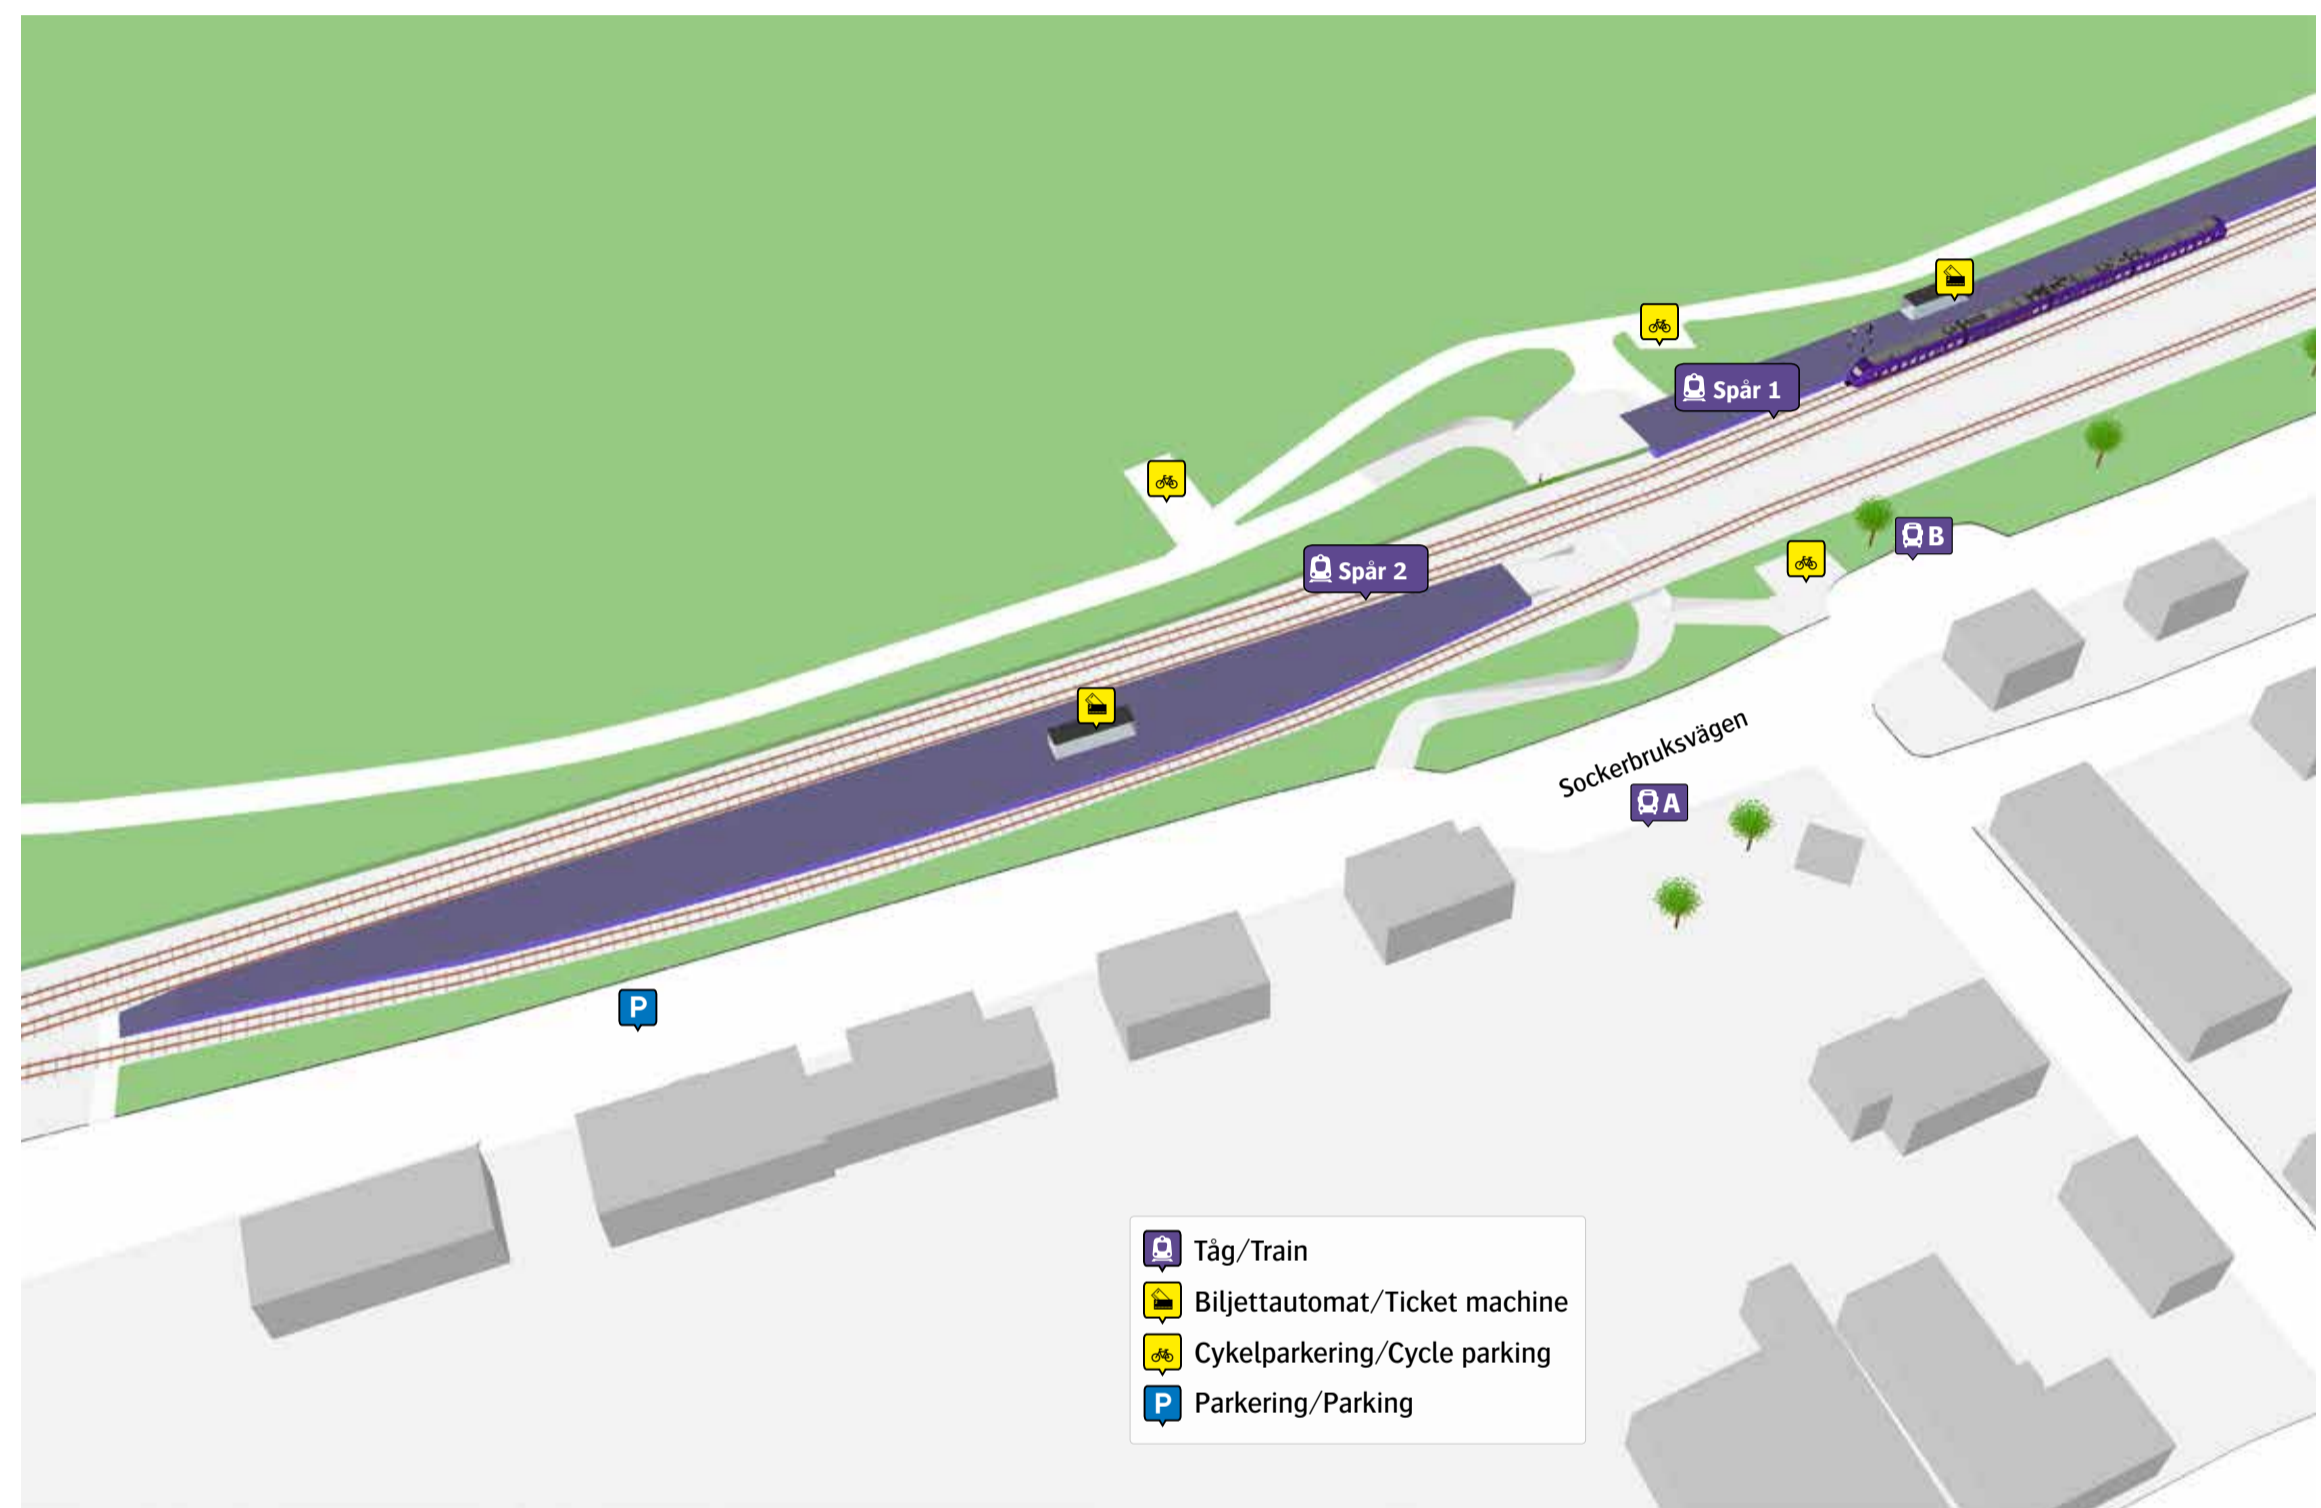 Spår 1
B
Spår 2
Sockerbruksvägen
A
P
Tåg/Train
Biljettautomat/Ticket machine
Cykelparkering/Cycle parking
P Parkering/Parking